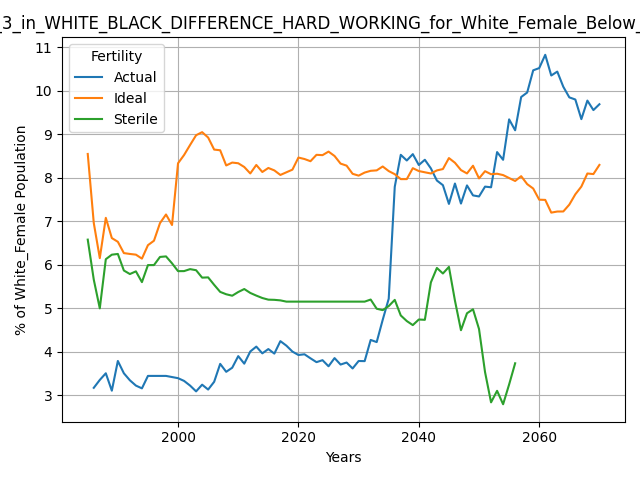 _3_in_WHITE_BLACK_DIFFERENCE_HARD_WORKING_for_White_Female_Below_
Fertility
Actual
Ideal
Sterile
% of White_Female Population
11
10
9
8
7
6
5
4
3
2000
2020
2040
2060
Years